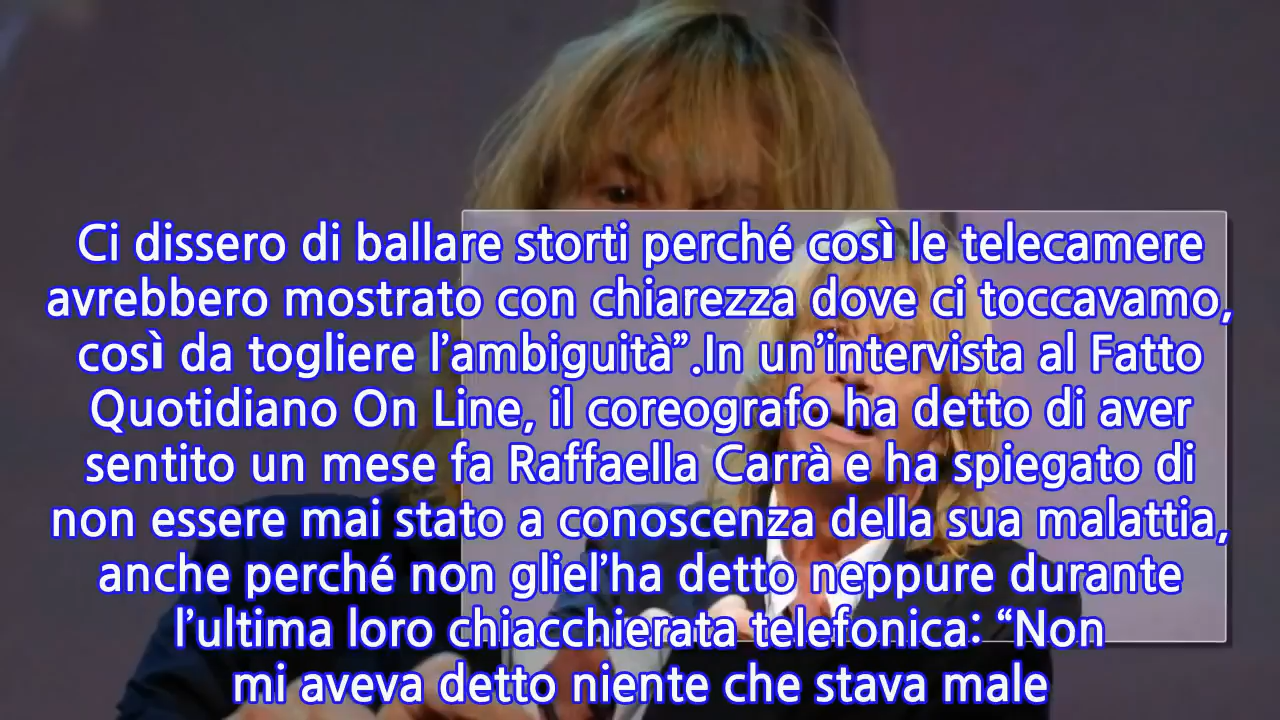 Ci dissero di ballare storti perché così le telecamere
avrebbero mostrato con chiarezza dove ci toccavamo,
così da togliere l’ambiguità”.In un’intervista al Fatto
Quotidiano On Line, il coreografo ha detto di aver
sentito un mese fa Raffaella Carrà e ha spiegato di
non essere mai stato a conoscenza della sua malattia,
anche perché non gliel’ha detto neppure durante
l’ultima loro chiacchierata telefonica: “Non
mi aveva detto niente che stava male